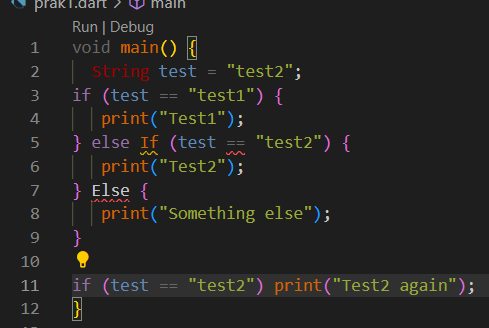 prak1.dart > main
Run | Debug
1 void main() {
2   String test = "test2";
3 if (test == "test1") {
4   print("Test1");
5 } else If (test == "test2") {
6   print("Test2");
7 } Else {
8   print("Something else");
9 }
10
11 if (test == "test2") print("Test2 again");
12 }